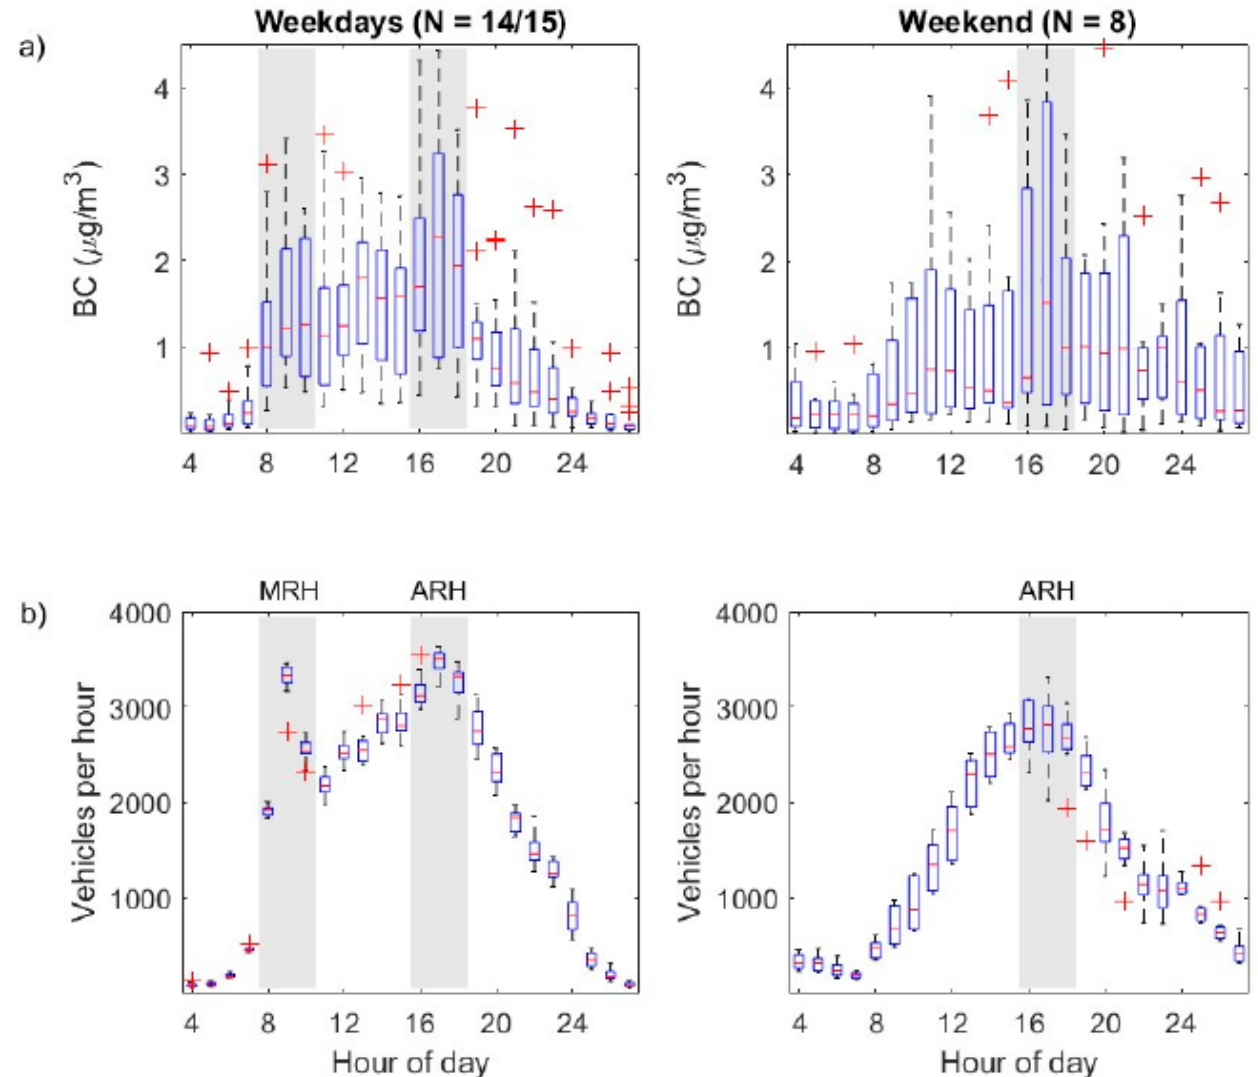 Weekdays (N = 14/15)
Weekend (N = 8)
a)
BC (μg/m³)
4
3
2
1
4 8 12 16 20 24
BC (μg/m³)
4
3
2
1
4 8 12 16 20 24
b)
MRH ARH
Vehicles per hour
4000
3000
2000
1000
4 8 12 16 20 24
Hour of day
ARH
Vehicles per hour
4000
3000
2000
1000
4 8 12 16 20 24
Hour of day